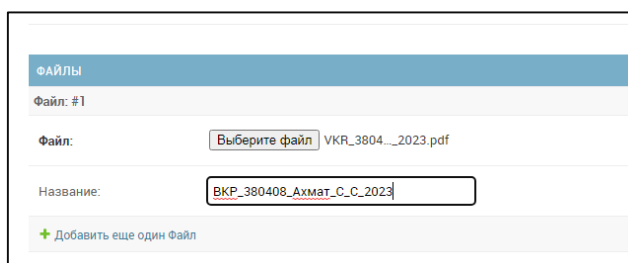 ФАЙЛЫ
Файл: #1
Файл: Выберите файл VKR_3804..._2023.pdf
Название: ВКР_380408_Ахмат_С_С_2023
+ Добавить еще один Файл